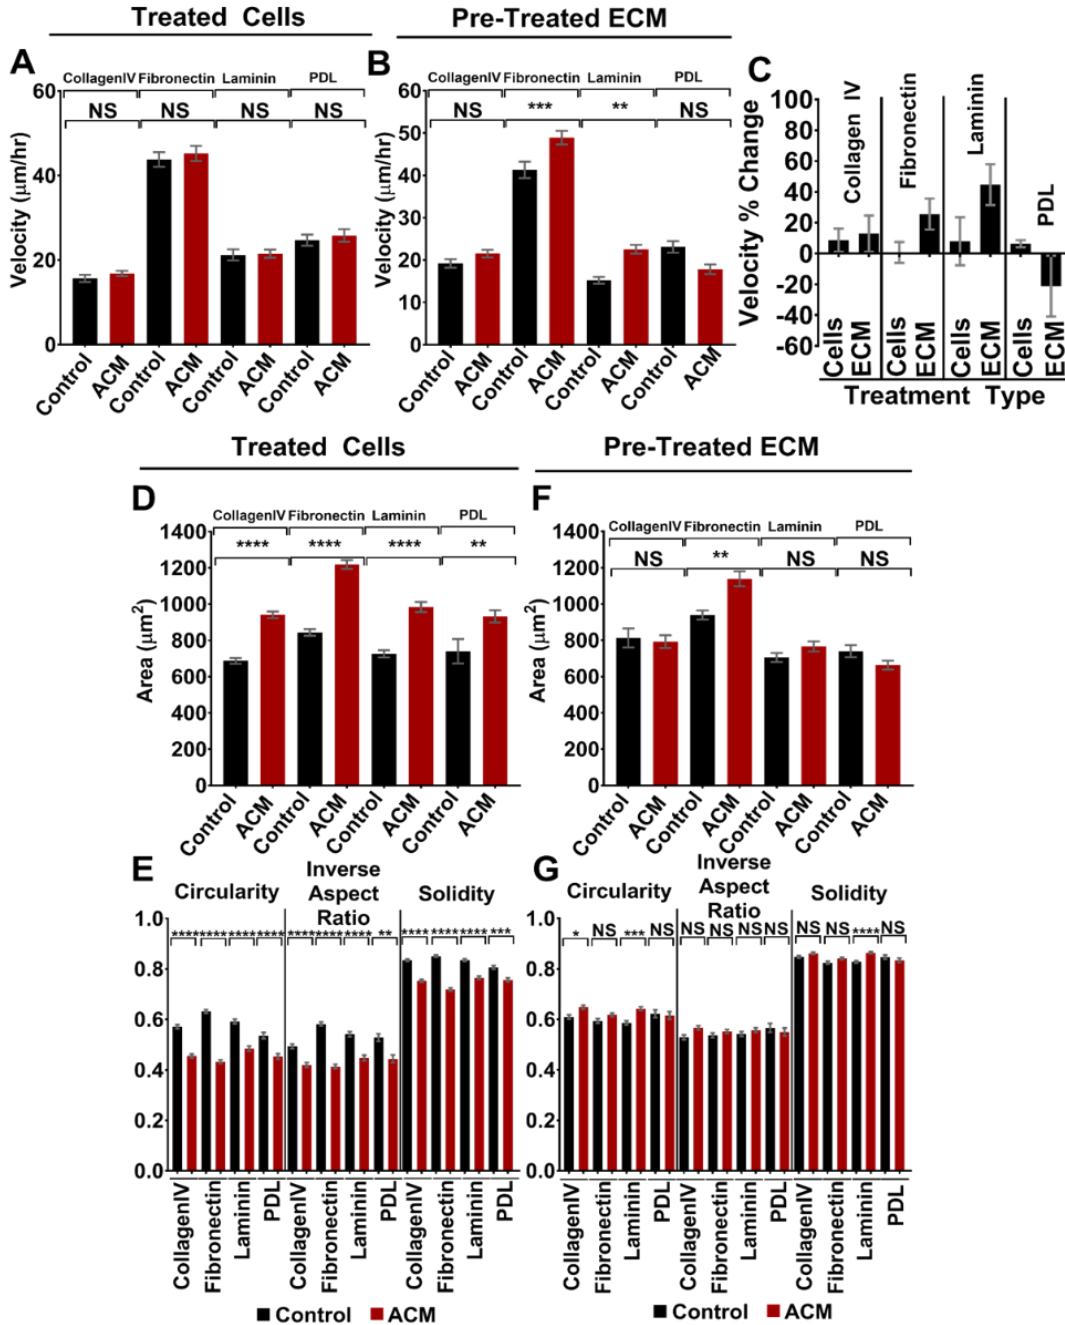 Treated Cells
Pre-Treated ECM
A
CollagenIV Fibronectin Laminin PDL
NS NS NS NS
60
40
20
0
Velocity (μm/hr)
Control ACM Control ACM Control ACM Control ACM
B
CollagenIV Fibronectin Laminin PDL
NS *** ** NS
60
50
40
30
20
10
0
Velocity (μm/hr)
Control ACM Control ACM Control ACM Control ACM
C
Collagen IV Fibronectin Laminin PDL
100
80
60
40
20
0
-20
-40
-60
Velocity % Change
Cells ECM Cells ECM Cells ECM Cells ECM
Treatment Type
Treated Cells
Pre-Treated ECM
D
CollagenIV Fibronectin Laminin PDL
**** **** **** **
1400
1200
1000
800
600
400
200
0
Area (μm²)
Control ACM Control ACM Control ACM Control ACM
F
CollagenIV Fibronectin Laminin PDL
NS ** NS NS
1400
1200
1000
800
600
400
200
0
Area (μm²)
Control ACM Control ACM Control ACM Control ACM
E
Circularity
Inverse
Aspect
Ratio
Solidity
**** **** **** **** **** **** **** ** **** **** **** ***
1.0
0.8
0.6
0.4
0.2
0.0
CollagenIV Fibronectin Laminin PDL CollagenIV Fibronectin Laminin PDL CollagenIV Fibronectin Laminin PDL
Control ACM
G
Circularity
Inverse
Aspect
Ratio
Solidity
* NS *** NS NS NS NS NS NS NS **** NS
1.0
0.8
0.6
0.4
0.2
0.0
CollagenIV Fibronectin Laminin PDL CollagenIV Fibronectin Laminin PDL CollagenIV Fibronectin Laminin PDL
Control ACM